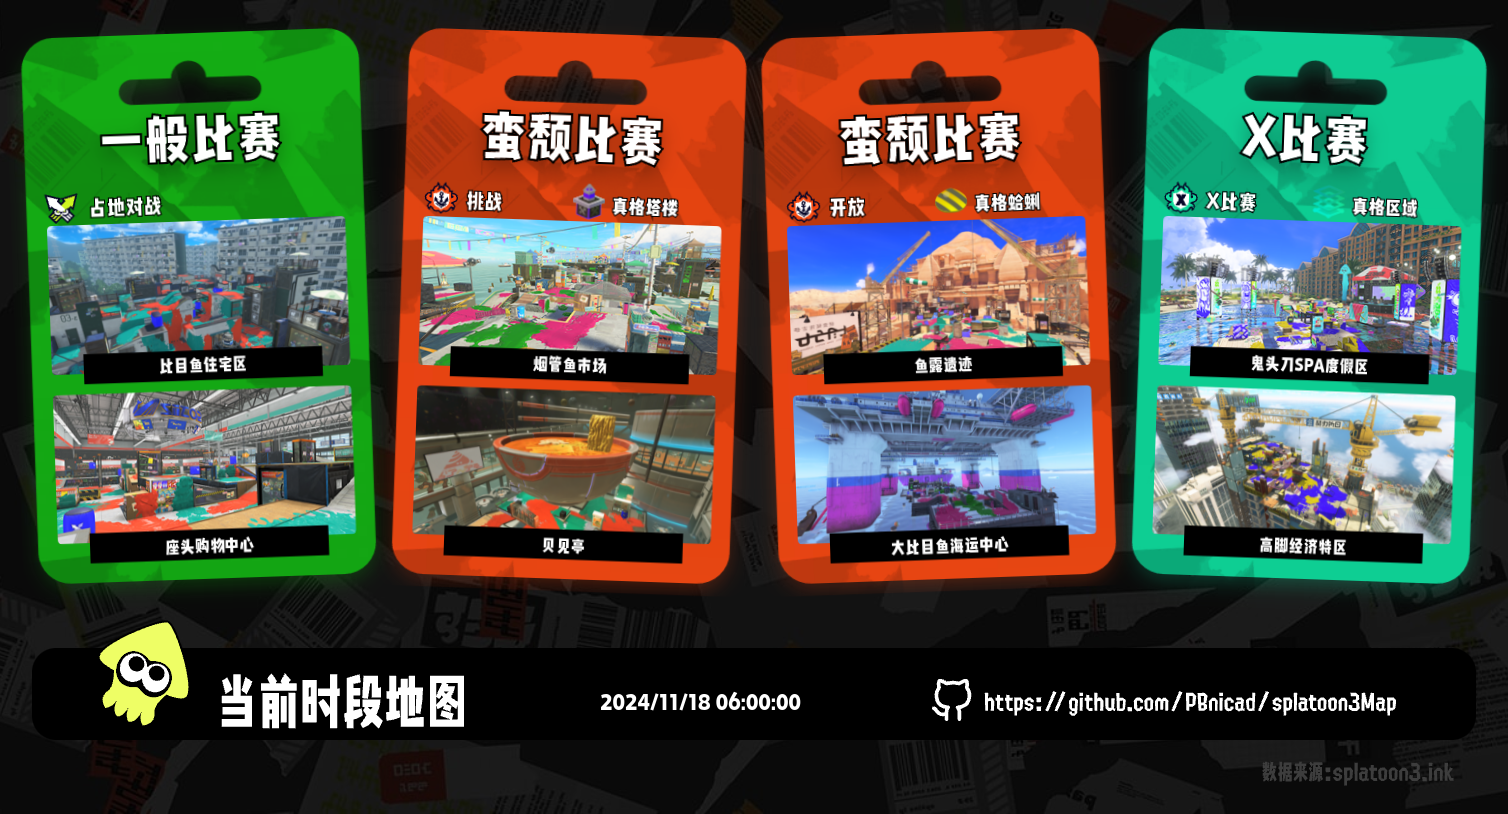 一般比赛
占地对战
比目鱼住宅区
座头购物中心
蛮颓比赛
挑战
真格塔楼
烟管鱼市场
贝见亭
蛮颓比赛
开放
真格蛤蜊
鱼露遗迹
大比目鱼海运中心
X比赛
X比赛
真格区域
鬼头刀SPA度假区
高脚经济特区
当前时段地图
2024/11/18 06:00:00
https://github.com/PBnicad/splatoon3Map
数据来源:splatoon3.ink